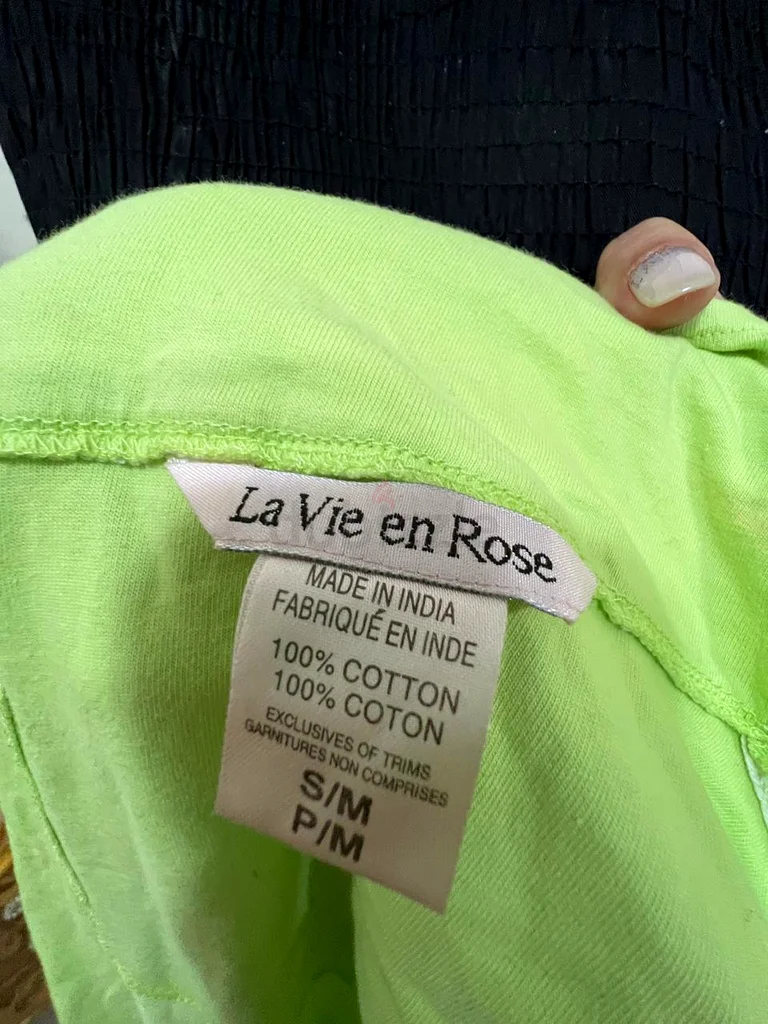 La Vie en Rose
MADE IN INDIA
FABRIQUÉ EN INDE
100% COTTON
100% COTON
EXCLUSIVES OF TRIMS
GARNITURES NON COMPRISES
S/M
P/M